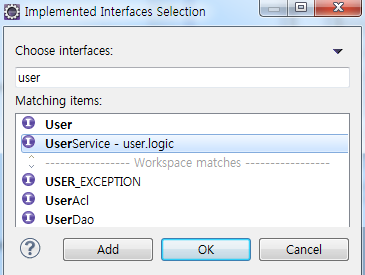 Implemented Interfaces Selection
Choose interfaces:
user
Matching items:
User
UserService - user.logic
Workspace matches
USER_EXCEPTION
UserAcl
UserDao
?
Add
OK
Cancel